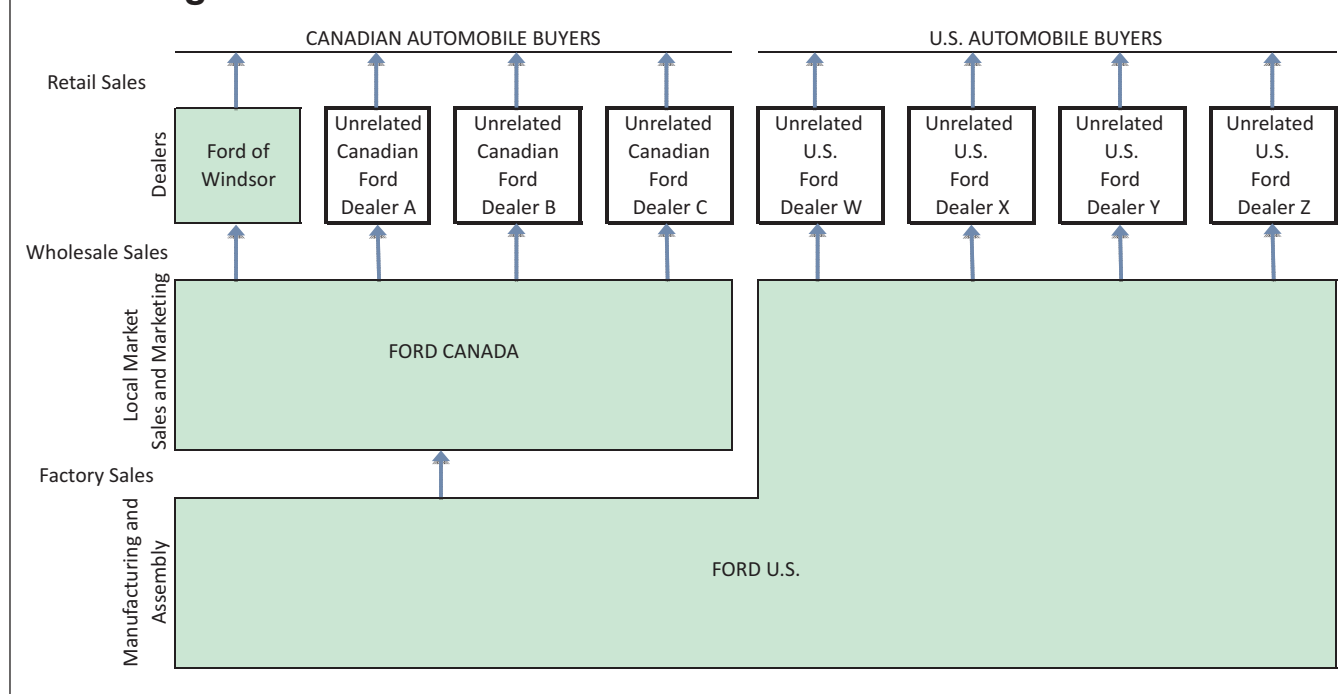 CANADIAN AUTOMOBILE BUYERS
U.S. AUTOMOBILE BUYERS
Retail Sales
Dealers
Ford of
Windsor
Unrelated
Canadian
Ford
Dealer A
Unrelated
Canadian
Ford
Dealer B
Unrelated
Canadian
Ford
Dealer C
Unrelated
U.S.
Ford
Dealer W
Unrelated
U.S.
Ford
Dealer X
Unrelated
U.S.
Ford
Dealer Y
Unrelated
U.S.
Ford
Dealer Z
Wholesale Sales
Local Market
Sales and Marketing
FORD CANADA
Factory Sales
Manufacturing and
Assembly
FORD U.S.